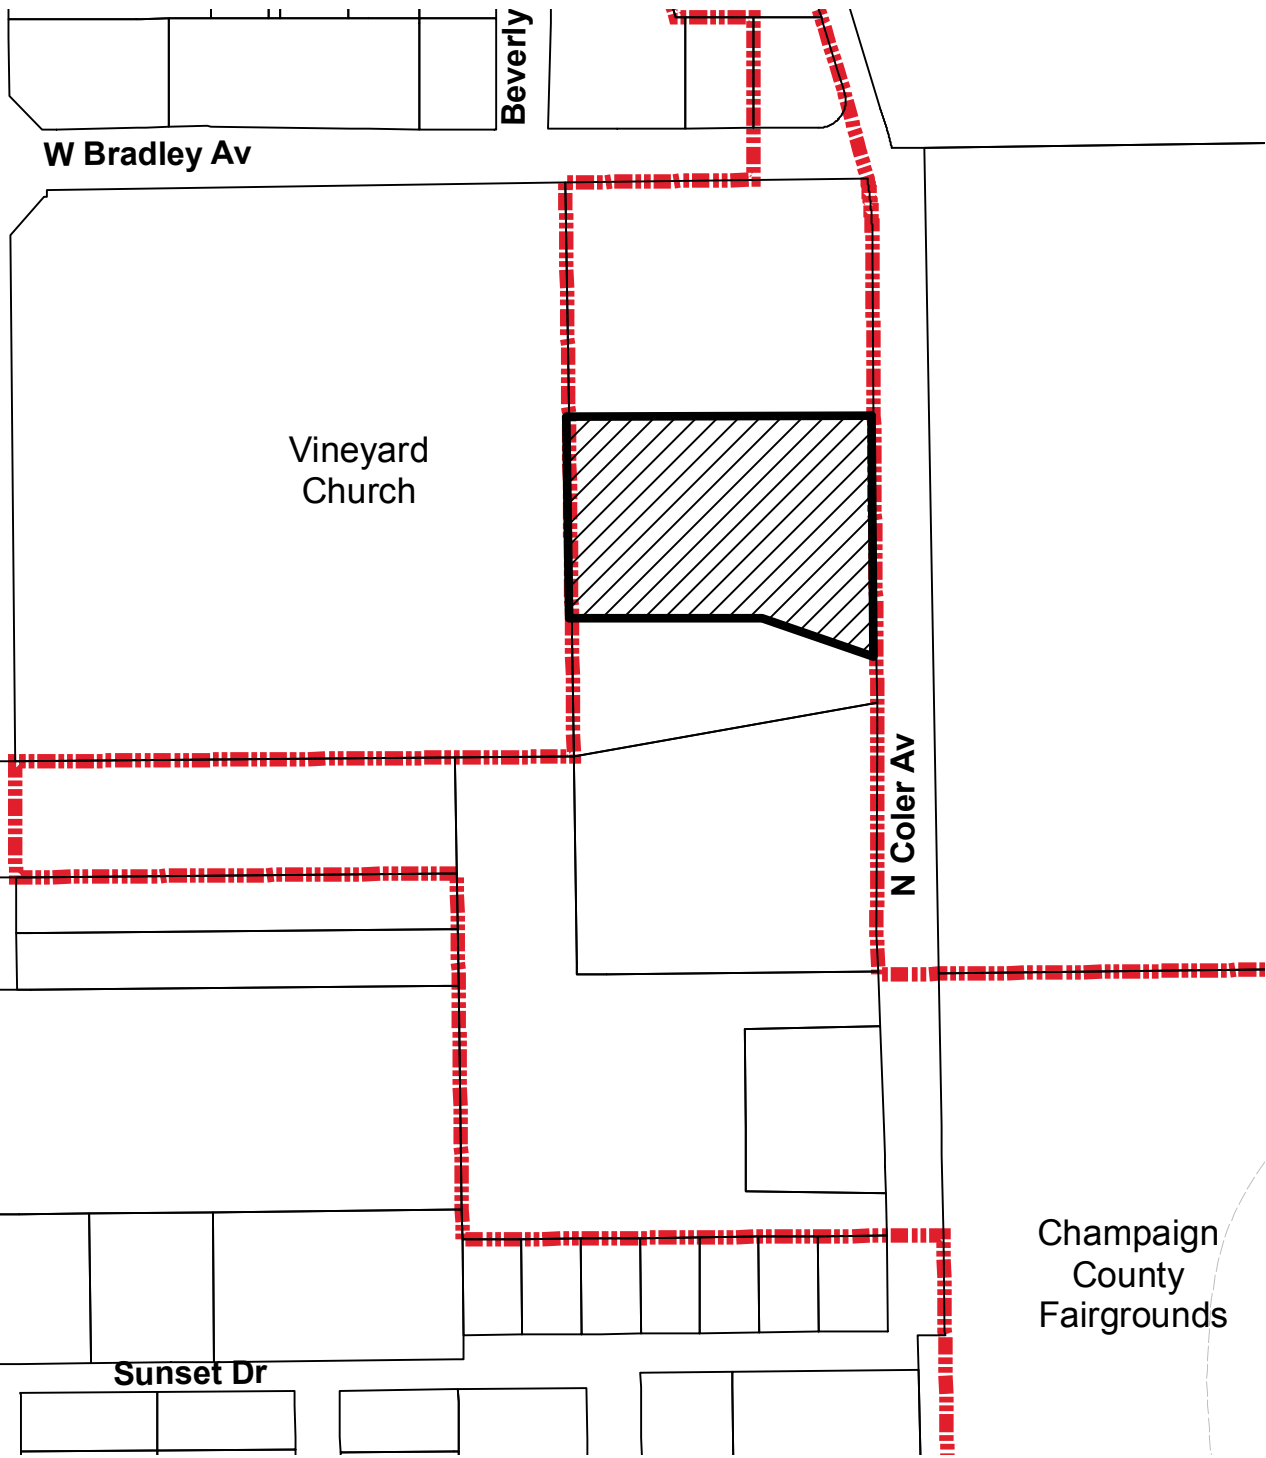 Beverly
W Bradley Av
Vineyard
Church
N Coler Av
Champaign
County
Fairgrounds
Sunset Dr